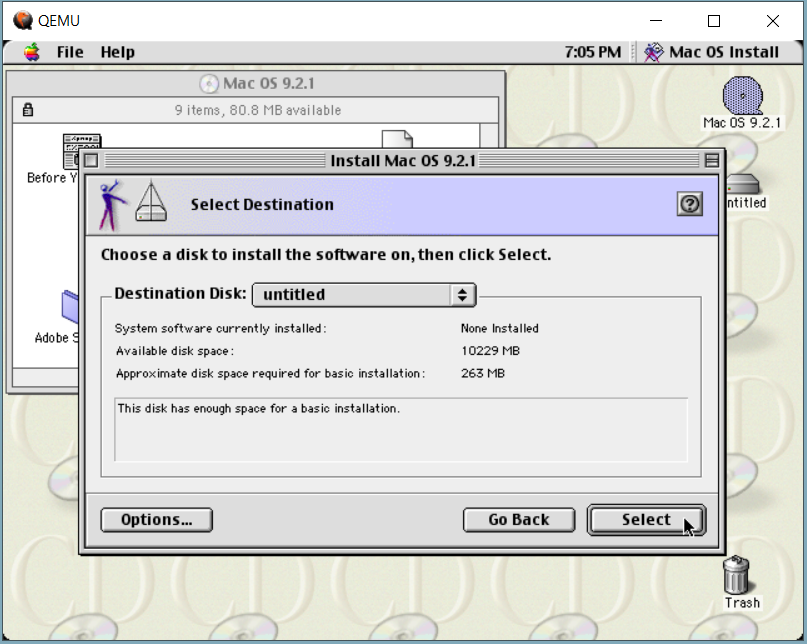 QEMU
File Help 7:05 PM Mac OS Install
Mac OS 9.2.1
9 items, 80.8 MB available
Mac OS 9.2.1
Before Y
Install Mac OS 9.2.1
Select Destination
ntitled
Choose a disk to install the software on, then click Select.
Destination Disk: untitled
System software currently installed: None Installed
Available disk space: 10229 MB
Approximate disk space required for basic installation: 263 MB
Adobe S
This disk has enough space for a basic installation.
Options... Go Back Select
Trash